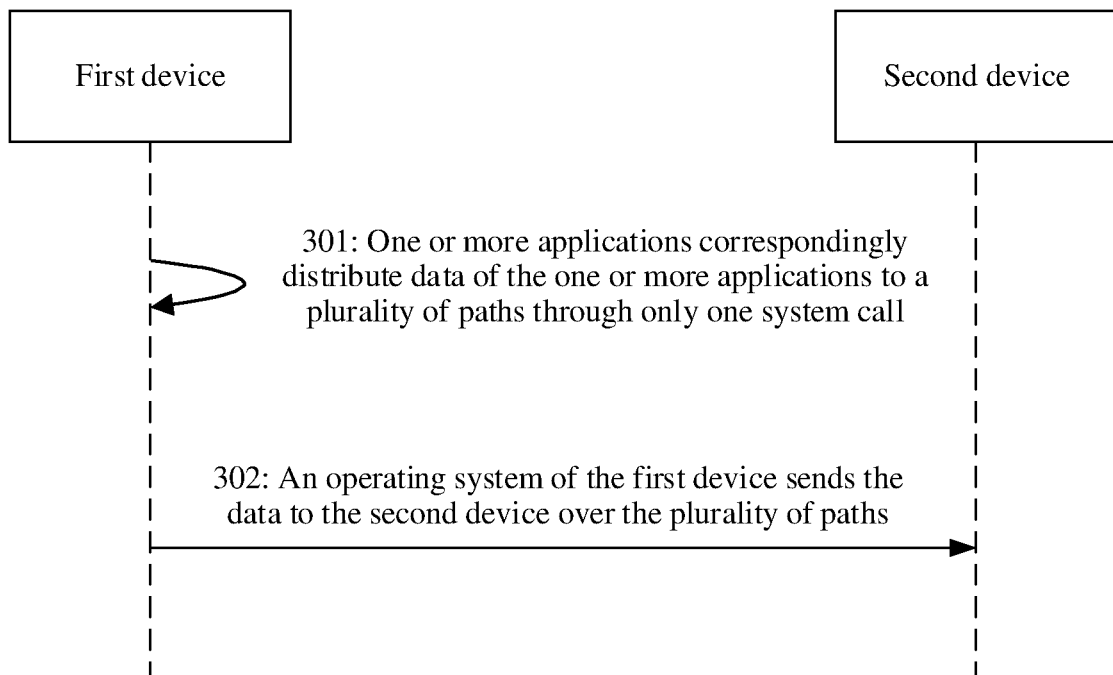 First device
Second device
301: One or more applications correspondingly
distribute data of the one or more applications to a
plurality of paths through only one system call
302: An operating system of the first device sends the
data to the second device over the plurality of paths